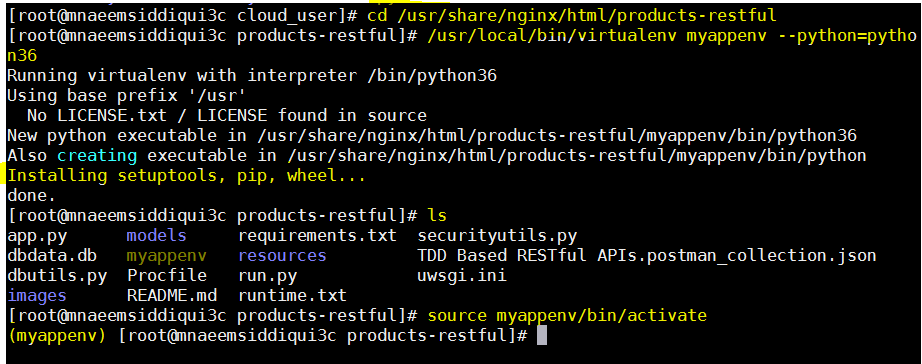 [root@mnaeemsiddiqui3c cloud_user]# cd /usr/share/nginx/html/products-restful
[root@mnaeemsiddiqui3c products-restful]# /usr/local/bin/virtualenv myappenv --python=pytho
n36
Running virtualenv with interpreter /bin/python36
Using base prefix '/usr'
  No LICENSE.txt / LICENSE found in source
New python executable in /usr/share/nginx/html/products-restful/myappenv/bin/python36
Also creating executable in /usr/share/nginx/html/products-restful/myappenv/bin/python
Installing setuptools, pip, wheel...
done.
[root@mnaeemsiddiqui3c products-restful]# ls
app.py      models     requirements.txt  securityutils.py
dbdata.db   myappenv   resources         TDD Based RESTful APIs.postman_collection.json
dbutils.py  Procfile   run.py            uwsgi.ini
images      README.md  runtime.txt
[root@mnaeemsiddiqui3c products-restful]# source myappenv/bin/activate
(myappenv) [root@mnaeemsiddiqui3c products-restful]#